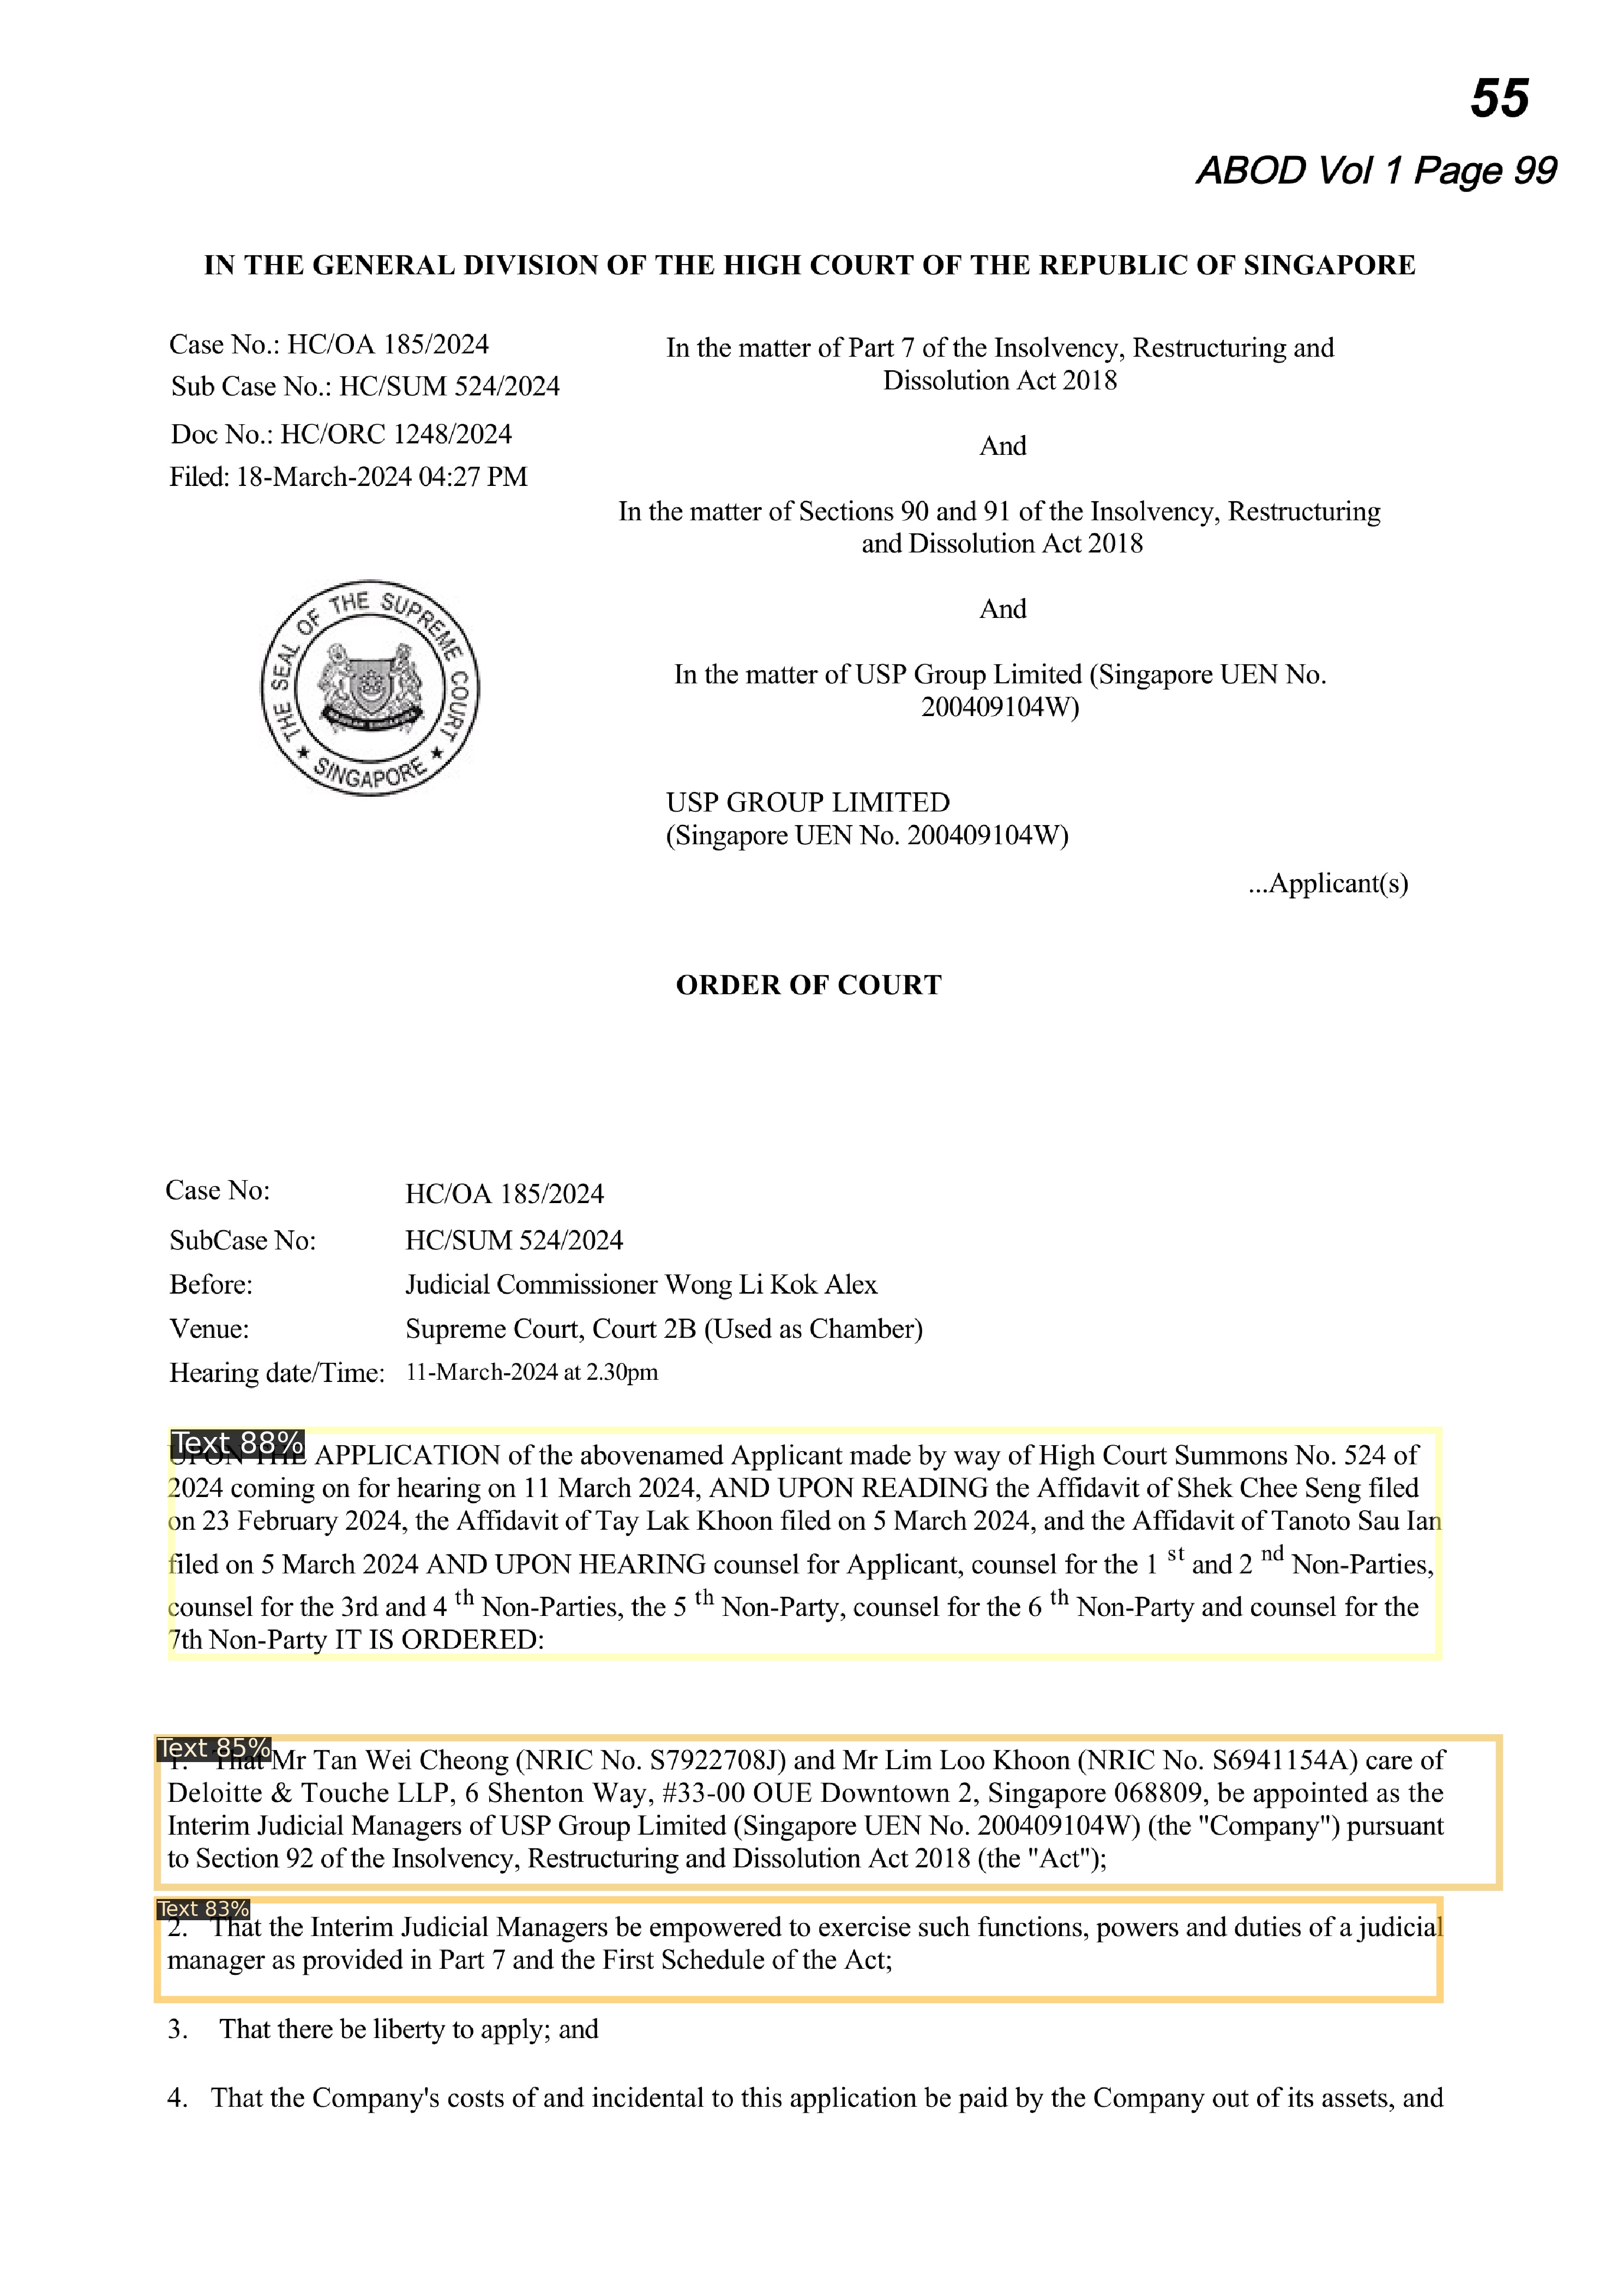 55
ABOD Vol 1 Page 99
IN THE GENERAL DIVISION OF THE HIGH COURT OF THE REPUBLIC OF SINGAPORE
Case No.: HC/OA 185/2024
Sub Case No.: HC/SUM 524/2024
Doc No.: HC/ORC 1248/2024
Filed: 18-March-2024 04:27 PM
THE SEAL OF THE SUPREME COURT
★ SINGAPORE ★
In the matter of Part 7 of the Insolvency, Restructuring and
Dissolution Act 2018
And
In the matter of Sections 90 and 91 of the Insolvency, Restructuring
and Dissolution Act 2018
And
In the matter of USP Group Limited (Singapore UEN No.
200409104W)
USP GROUP LIMITED
(Singapore UEN No. 200409104W)
...Applicant(s)
ORDER OF COURT
Case No: HC/OA 185/2024
SubCase No: HC/SUM 524/2024
Before: Judicial Commissioner Wong Li Kok Alex
Venue: Supreme Court, Court 2B (Used as Chamber)
Hearing date/Time: 11-March-2024 at 2.30pm
Text 88%
UPON THE APPLICATION of the abovenamed Applicant made by way of High Court Summons No. 524 of
2024 coming on for hearing on 11 March 2024, AND UPON READING the Affidavit of Shek Chee Seng filed
on 23 February 2024, the Affidavit of Tay Lak Khoon filed on 5 March 2024, and the Affidavit of Tanoto Sau Ian
filed on 5 March 2024 AND UPON HEARING counsel for Applicant, counsel for the 1 st and 2 nd Non-Parties,
counsel for the 3rd and 4 th Non-Parties, the 5 th Non-Party, counsel for the 6 th Non-Party and counsel for the
7th Non-Party IT IS ORDERED:
Text 85%
1. That Mr Tan Wei Cheong (NRIC No. S7922708J) and Mr Lim Loo Khoon (NRIC No. S6941154A) care of
Deloitte & Touche LLP, 6 Shenton Way, #33-00 OUE Downtown 2, Singapore 068809, be appointed as the
Interim Judicial Managers of USP Group Limited (Singapore UEN No. 200409104W) (the "Company") pursuant
to Section 92 of the Insolvency, Restructuring and Dissolution Act 2018 (the "Act");
Text 83%
2. That the Interim Judicial Managers be empowered to exercise such functions, powers and duties of a judicial
manager as provided in Part 7 and the First Schedule of the Act;
3. That there be liberty to apply; and
4. That the Company's costs of and incidental to this application be paid by the Company out of its assets, and